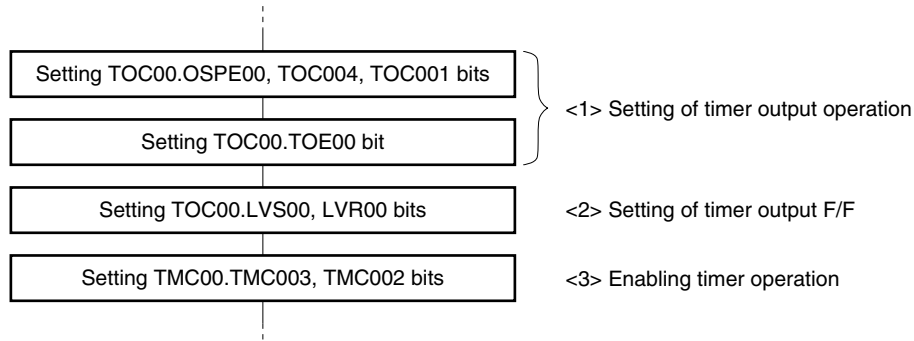 Setting TOC00.OSPE00, TOC004, TOC001 bits
<1> Setting of timer output operation
Setting TOC00.TOE00 bit
Setting TOC00.LVS00, LVR00 bits
<2> Setting of timer output F/F
Setting TMC00.TMC003, TMC002 bits
<3> Enabling timer operation